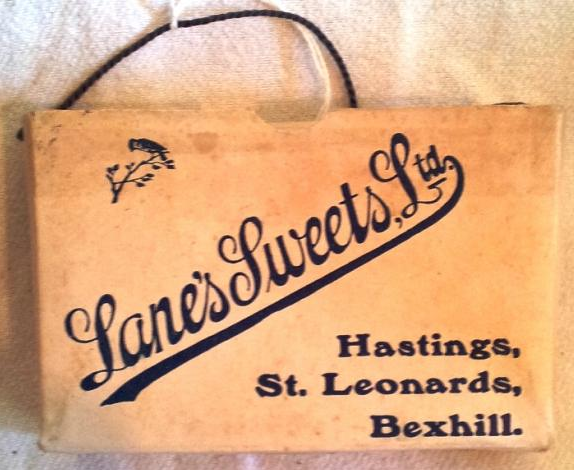 Lane's Sweets, Ltd.
Hastings,
St. Leonards,
Bexhill.